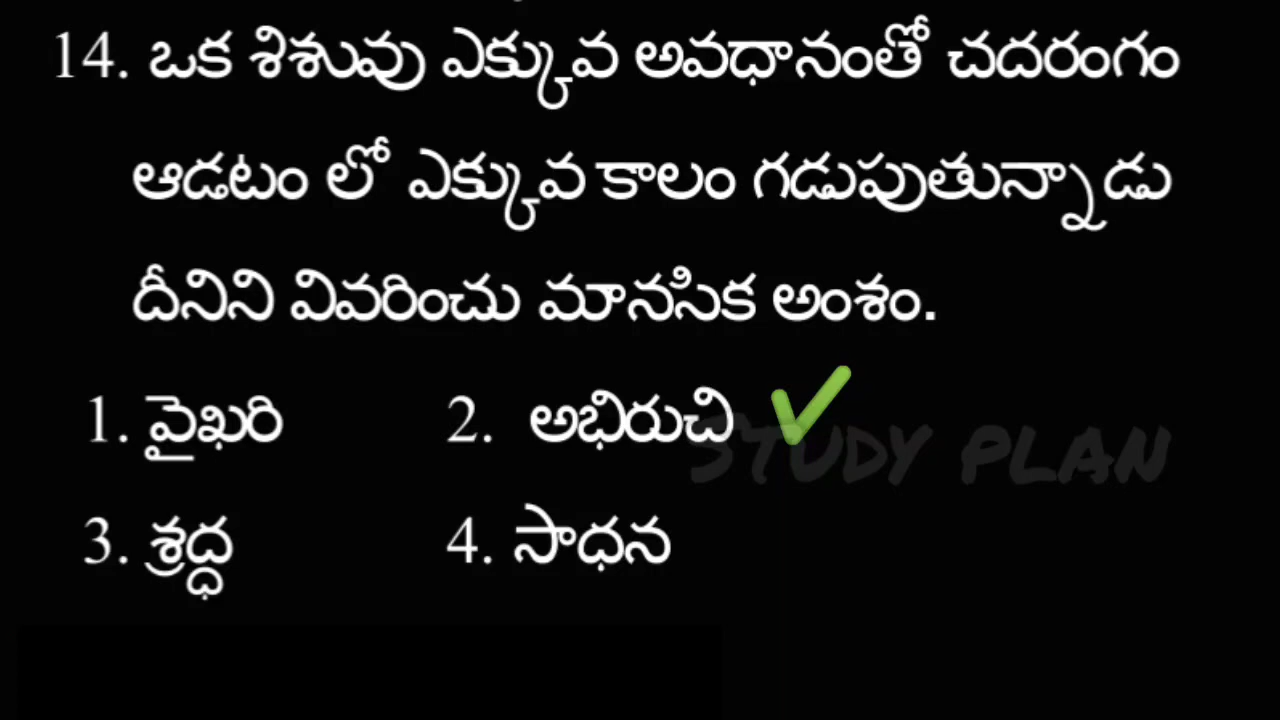 14. ఒక శిశువు ఎక్కువ అవధానంతో చదరంగం
ఆడటం లో ఎక్కువ కాలం గడుపుతున్నాడు
దీనిని వివరించు మానసిక అంశం.
1. వైఖరి 2. అభిరుచి ✔
STUDY PLAN
3. శ్రద్ధ 4. సాధన